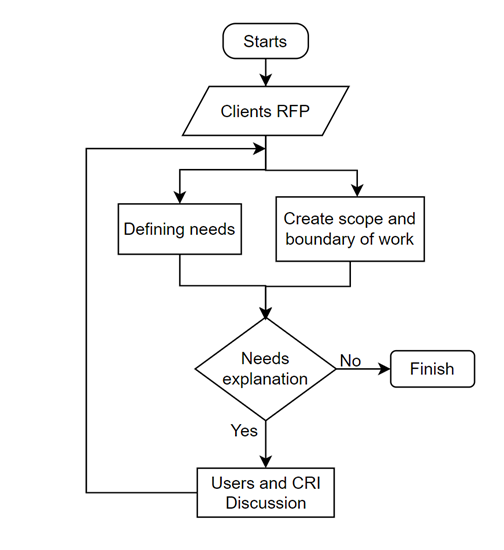 Starts
Clients RFP
Defining needs
Create scope and
boundary of work
Needs
explanation
No
Finish
Yes
Users and CRI
Discussion